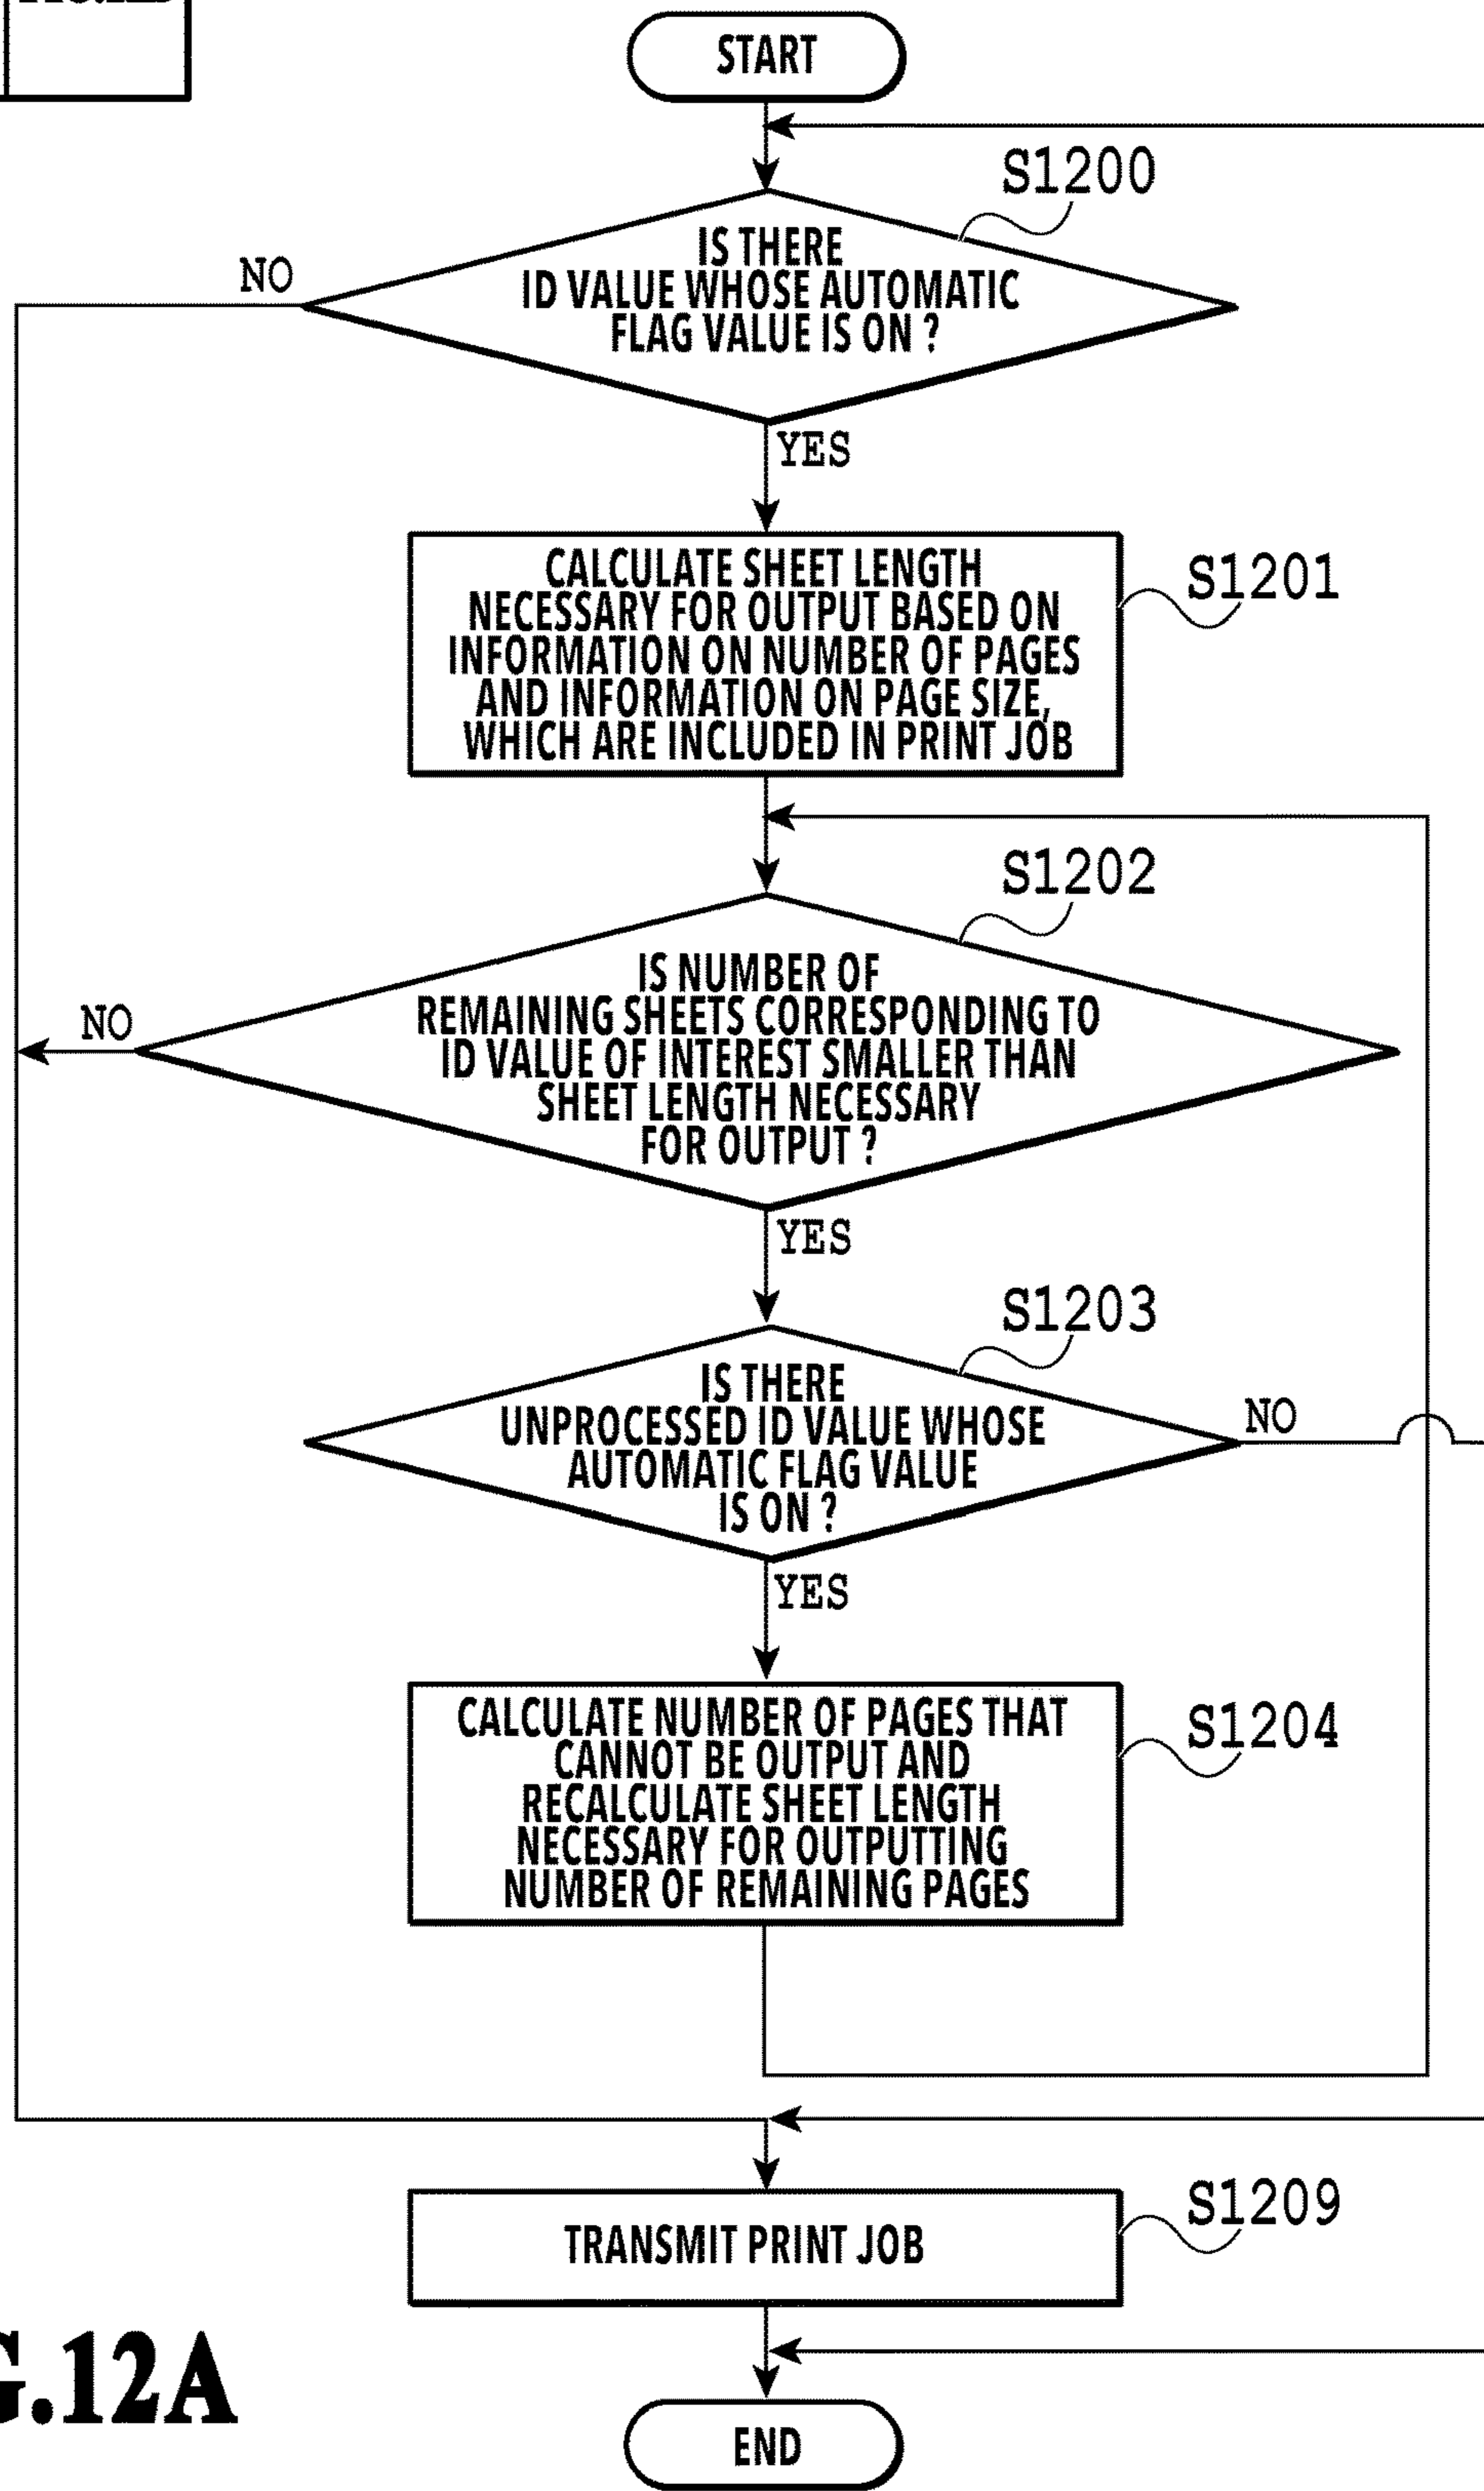 START
S1200
IS THERE
ID VALUE WHOSE AUTOMATIC
FLAG VALUE IS ON ?
NO
YES
CALCULATE SHEET LENGTH
NECESSARY FOR OUTPUT BASED ON
INFORMATION ON NUMBER OF PAGES
AND INFORMATION ON PAGE SIZE,
WHICH ARE INCLUDED IN PRINT JOB
S1201
S1202
IS NUMBER OF
REMAINING SHEETS CORRESPONDING TO
ID VALUE OF INTEREST SMALLER THAN
SHEET LENGTH NECESSARY
FOR OUTPUT ?
NO
YES
S1203
IS THERE
UNPROCESSED ID VALUE WHOSE
AUTOMATIC FLAG VALUE
IS ON ?
NO
YES
CALCULATE NUMBER OF PAGES THAT
CANNOT BE OUTPUT AND
RECALCULATE SHEET LENGTH
NECESSARY FOR OUTPUTTING
NUMBER OF REMAINING PAGES
S1204
TRANSMIT PRINT JOB
S1209
G.12A
END